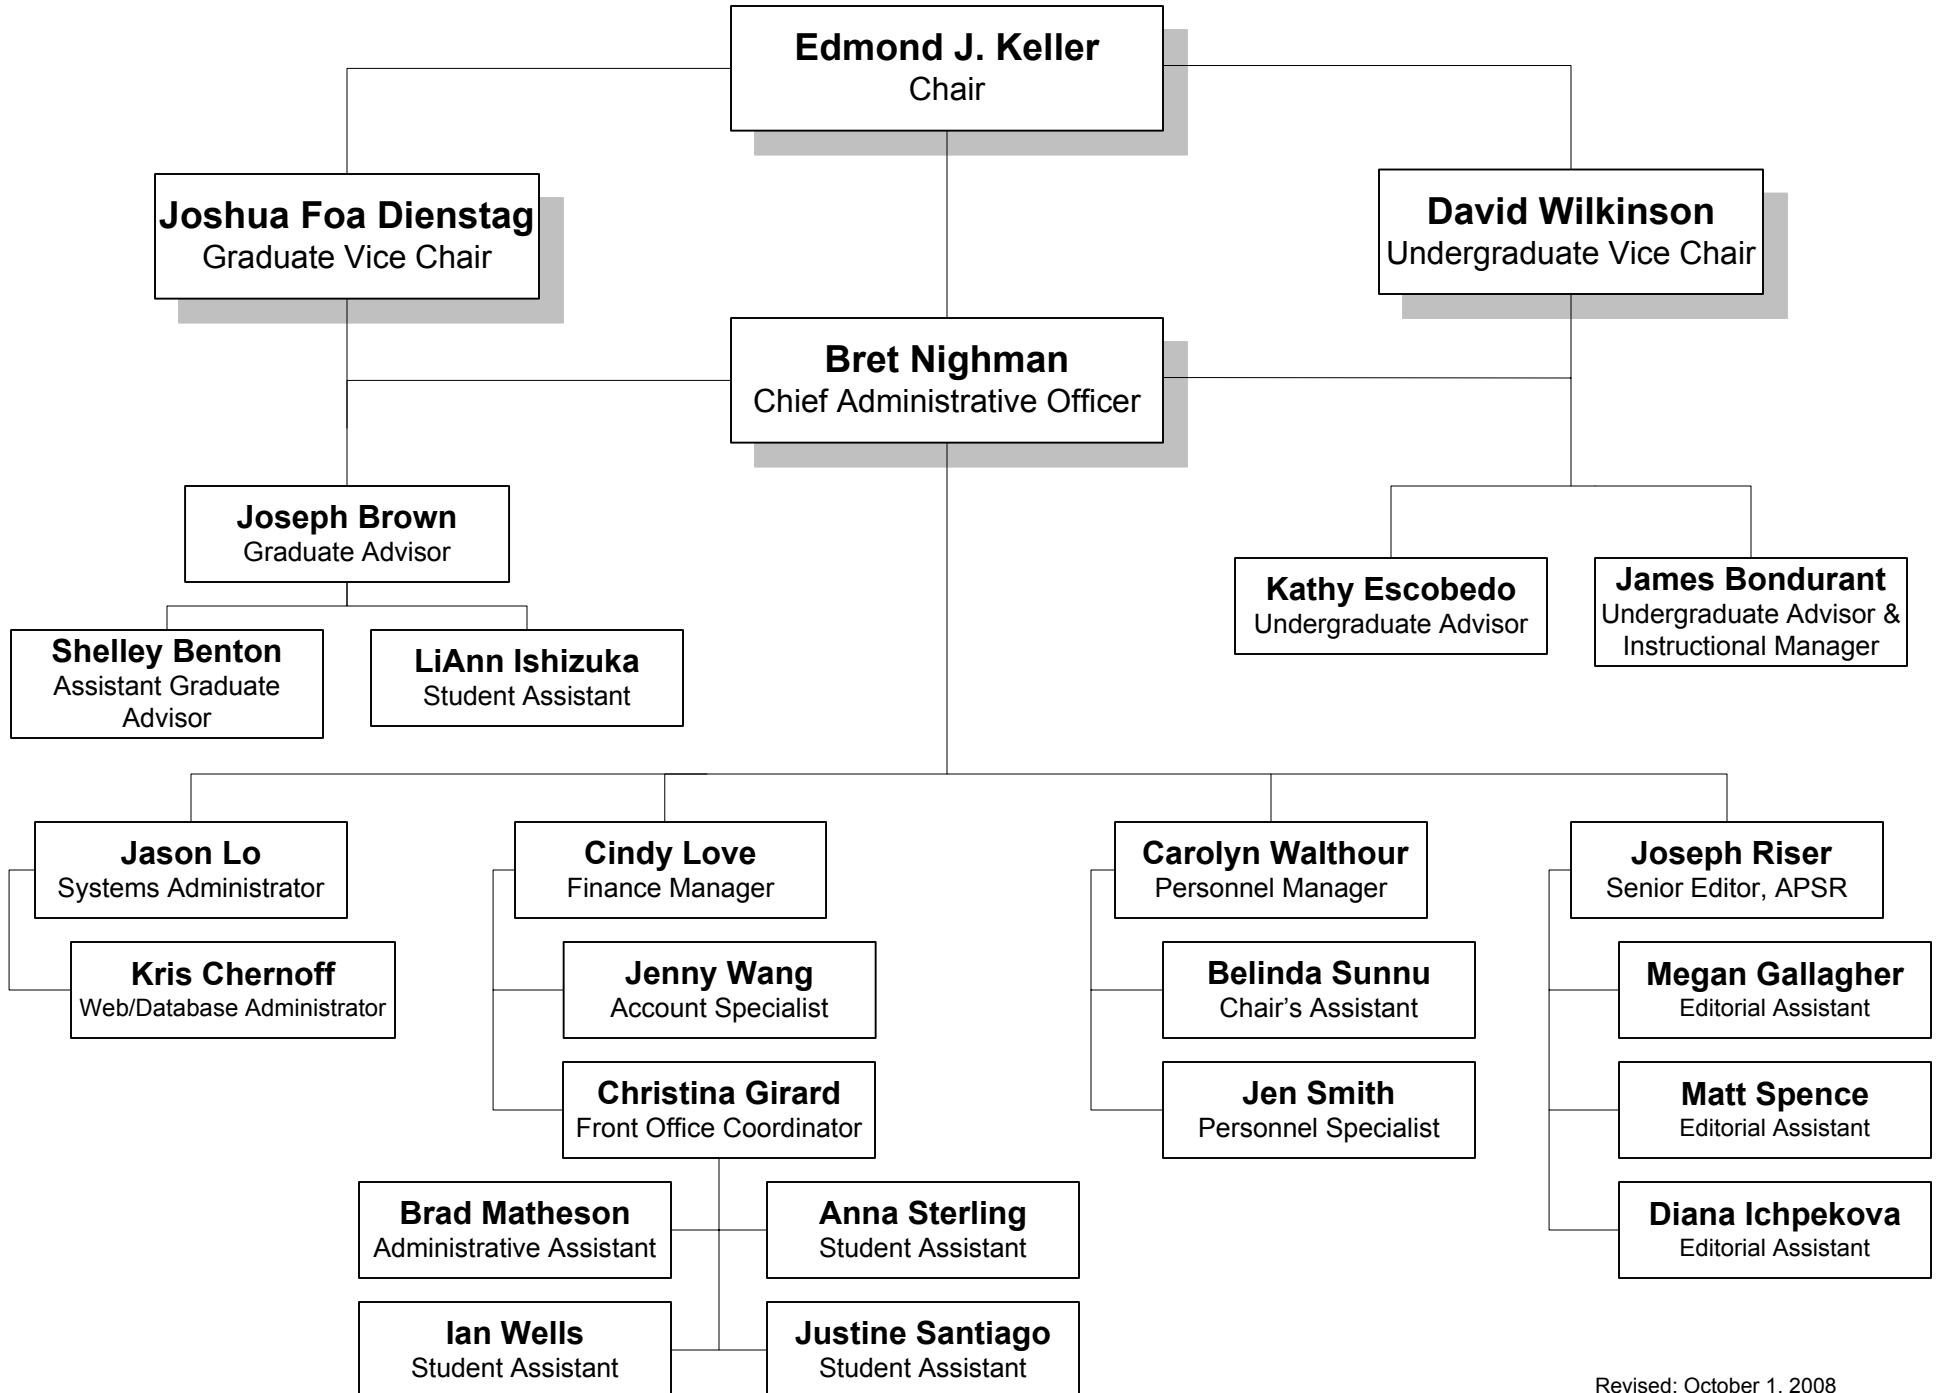 Edmond J. Keller
Chair
Joshua Foa Dienstag
Graduate Vice Chair
David Wilkinson
Undergraduate Vice Chair
Bret Nighman
Chief Administrative Officer
Joseph Brown
Graduate Advisor
Kathy Escobedo
Undergraduate Advisor
James Bondurant
Undergraduate Advisor &
Instructional Manager
Shelley Benton
Assistant Graduate
Advisor
LiAnn Ishizuka
Student Assistant
Jason Lo
Systems Administrator
Cindy Love
Finance Manager
Carolyn Walthour
Personnel Manager
Joseph Riser
Senior Editor, APSR
Kris Chernoff
Web/Database Administrator
Jenny Wang
Account Specialist
Belinda Sunnu
Chair's Assistant
Megan Gallagher
Editorial Assistant
Christina Girard
Front Office Coordinator
Jen Smith
Personnel Specialist
Matt Spence
Editorial Assistant
Brad Matheson
Administrative Assistant
Anna Sterling
Student Assistant
Diana Ichpekova
Editorial Assistant
Ian Wells
Student Assistant
Justine Santiago
Student Assistant
Revised: October 1, 2008